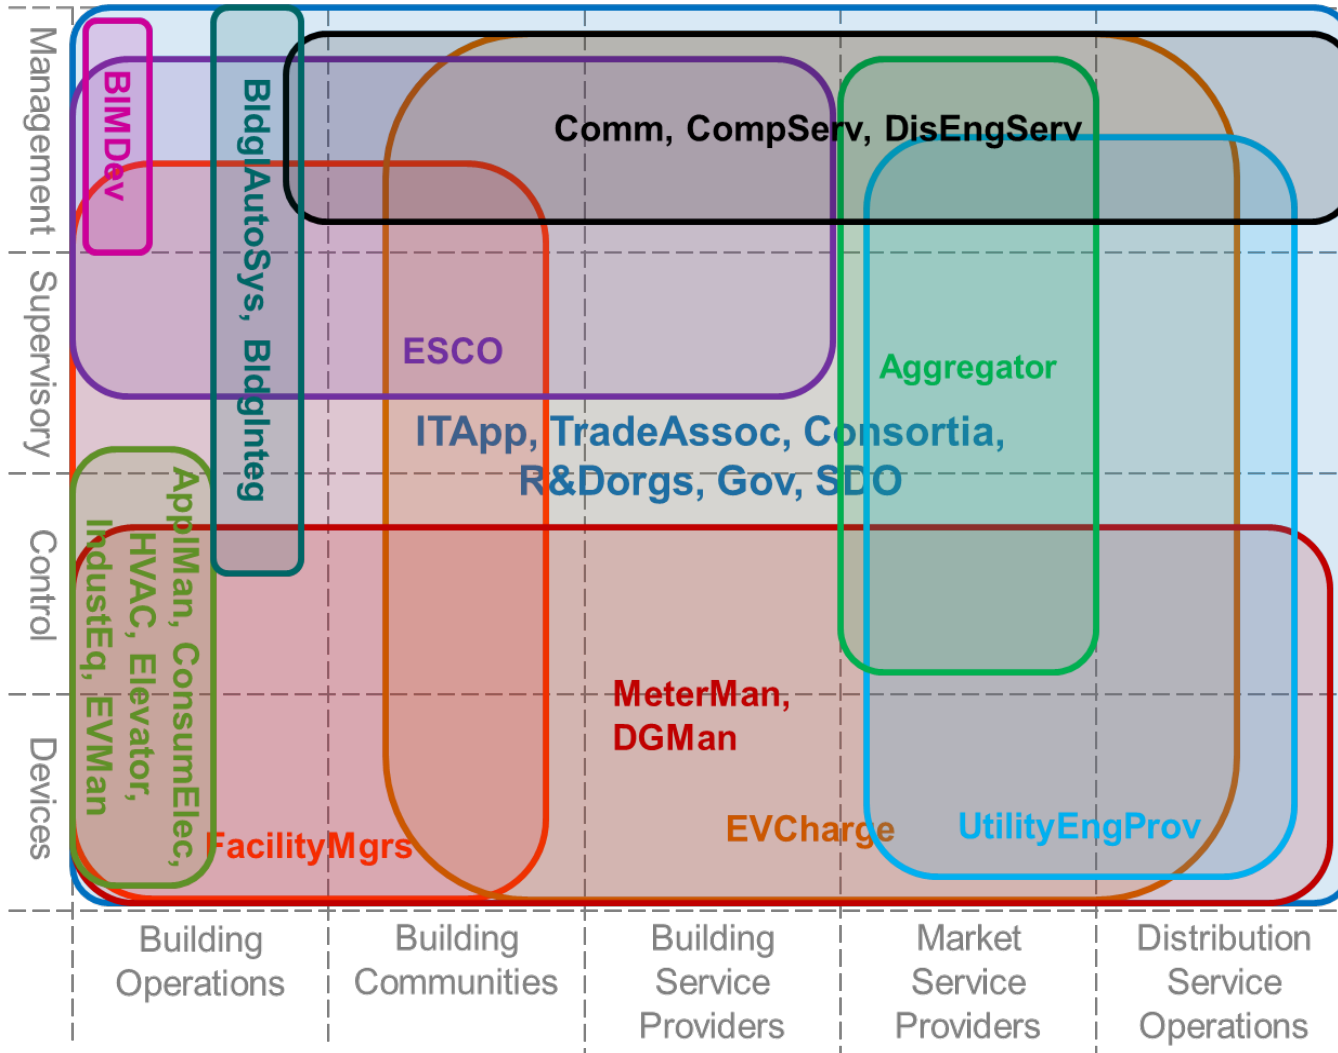 Management
Supervisory
Control
Devices
BIMDev
BldglAutoSys, BldgInteg
Comm, CompServ, DisEngServ
ESCO
Aggregator
ITApp, TradeAssoc, Consortia,
R&Dorgs, Gov, SDO
ApplMan, ConsumElec,
HVAC, Elevator,
IndustEq, EVMan
MeterMan,
DGMan
FacilityMgrs
EVCharge
UtilityEngProv
Building
Operations
Building
Communities
Building
Service
Providers
Market
Service
Providers
Distribution
Service
Operations